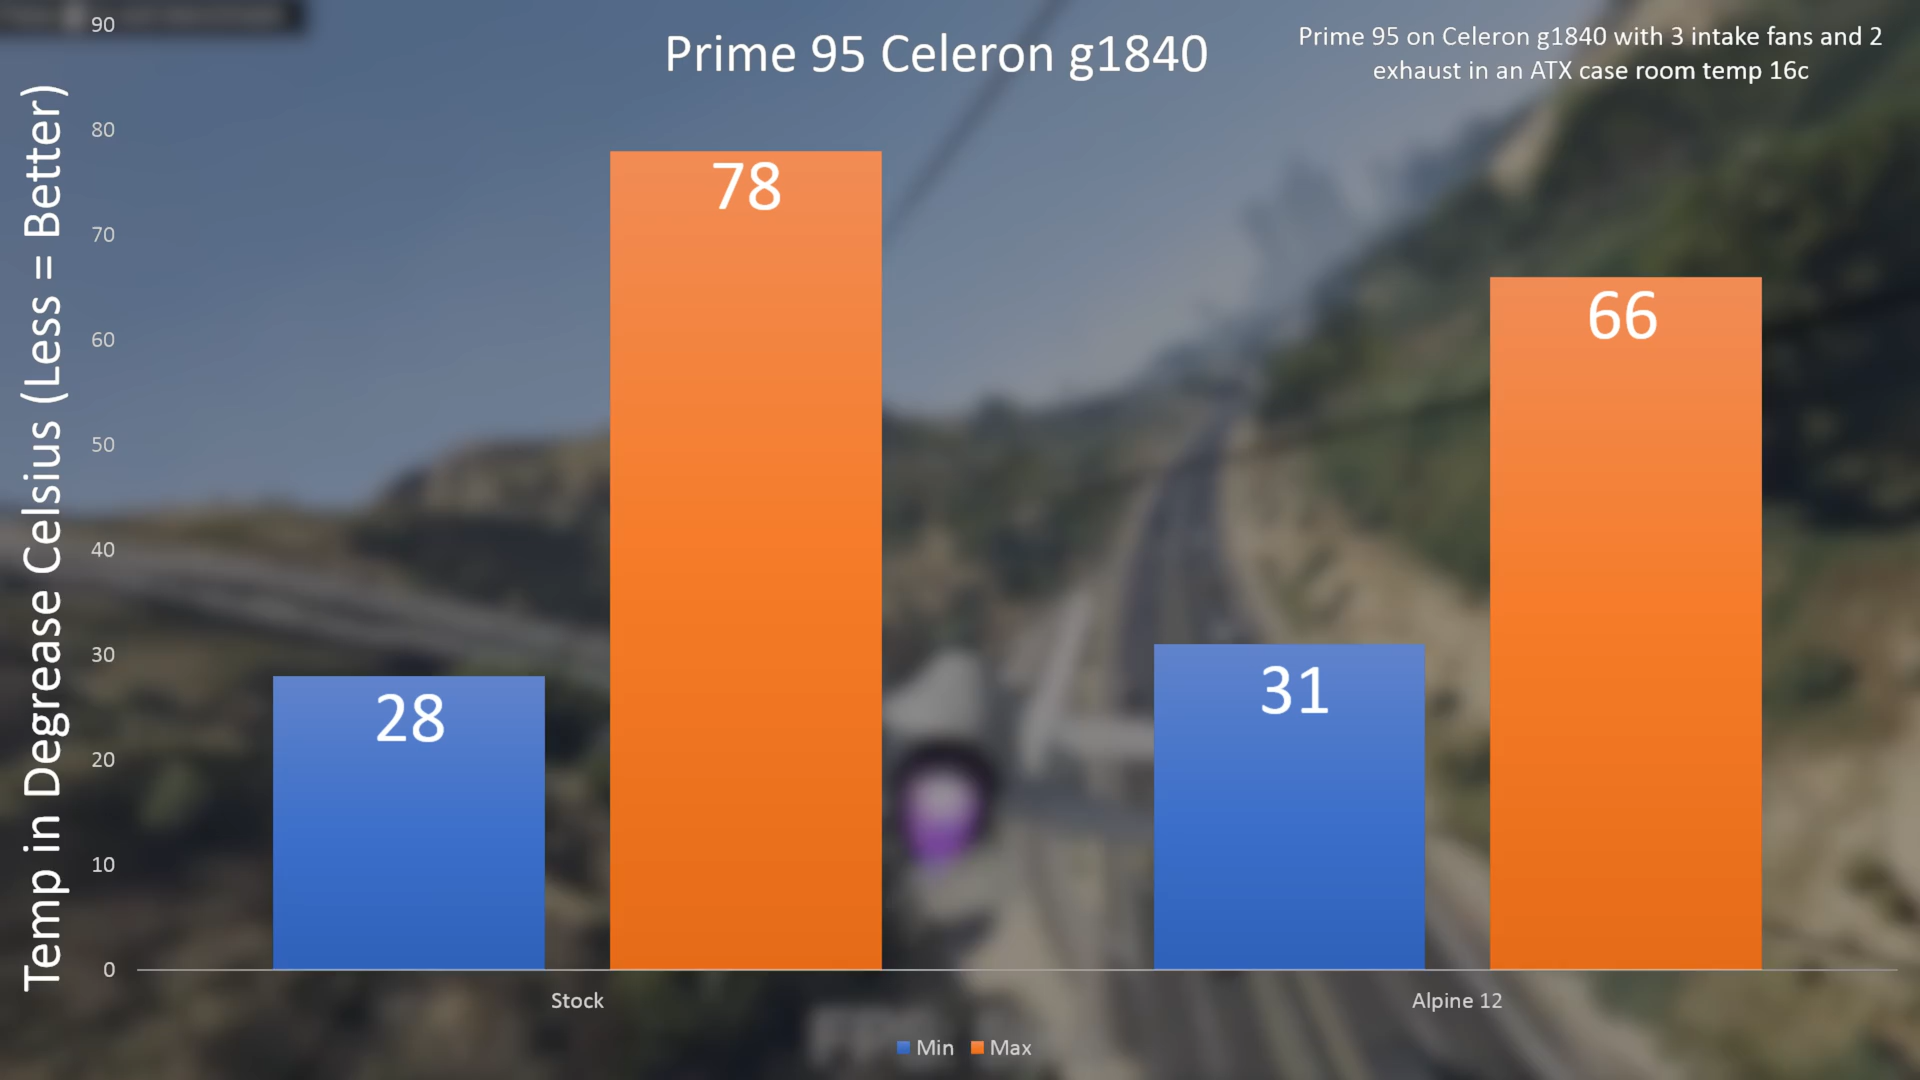 Prime 95 Celeron g1840
Prime 95 on Celeron g1840 with 3 intake fans and 2
exhaust in an ATX case room temp 16c
Temp in Degrease Celsius (Less = Better)
90
80
70
60
50
40
30
20
10
0
28
78
31
66
Stock
Alpine 12
Min
Max